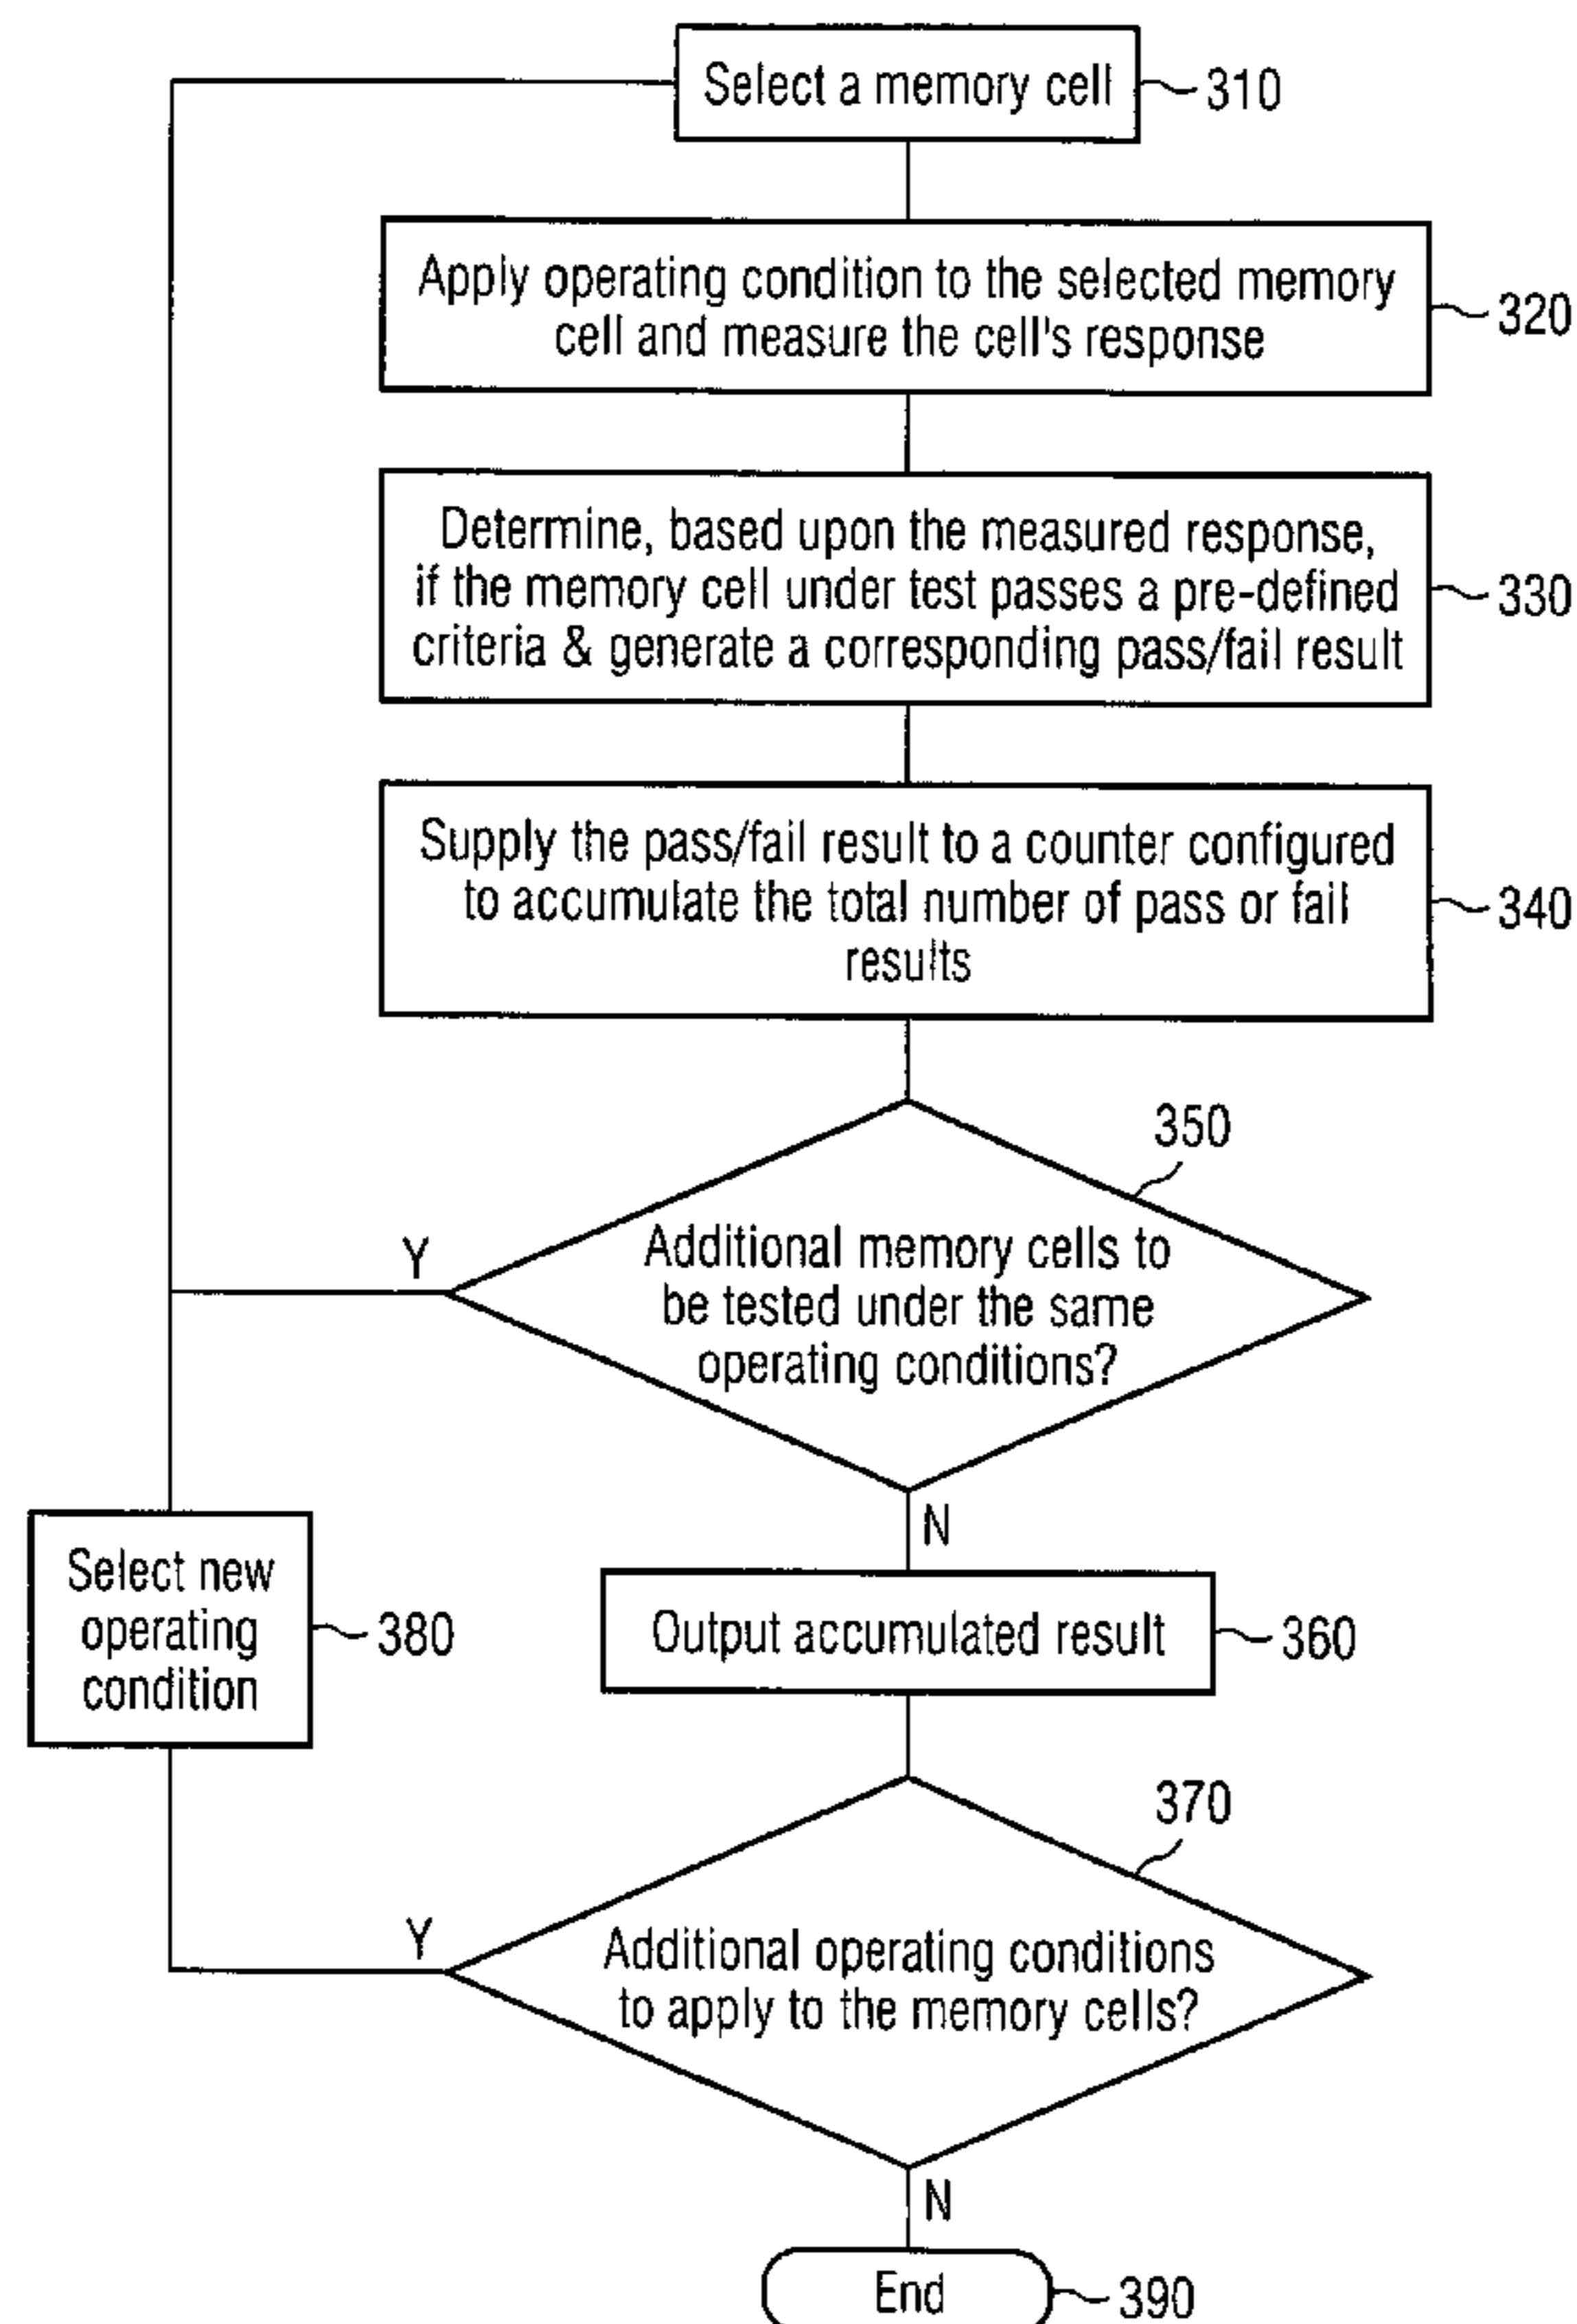 Select a memory cell
310
Apply operating condition to the selected memory
cell and measure the cell's response
320
Determine, based upon the measured response,
if the memory cell under test passes a pre-defined
criteria & generate a corresponding pass/fail result
330
Supply the pass/fail result to a counter configured
to accumulate the total number of pass or fail
results
340
350
Y
Additional memory cells to
be tested under the same
operating conditions?
N
Select new
operating
condition
380
Output accumulated result
360
370
Y
Additional operating conditions
to apply to the memory cells?
N
End
390